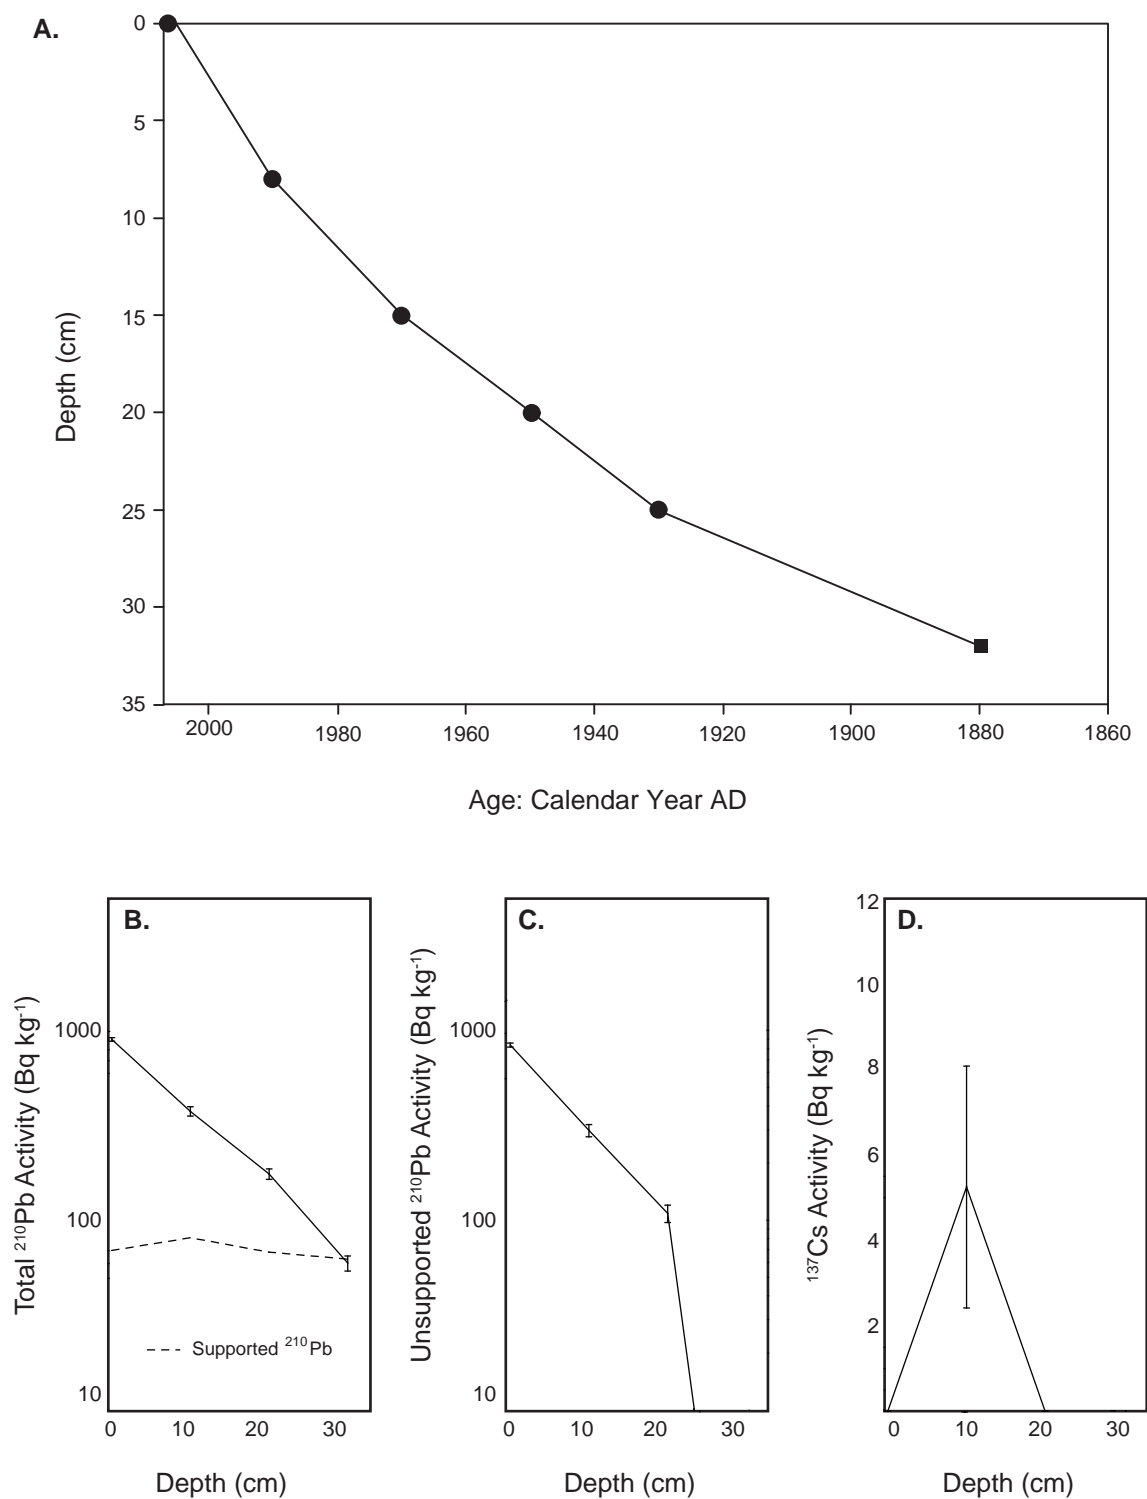 A.
0
5
10
15
20
25
30
35
Depth (cm)
2000 1980 1960 1940 1920 1900 1880 1860
Age: Calendar Year AD
B.
Total ²¹⁰Pb Activity (Bq kg⁻¹)
1000
100
10
Supported ²¹⁰Pb
0 10 20 30
Depth (cm)
C.
Unsupported ²¹⁰Pb Activity (Bq kg⁻¹)
1000
100
10
0 10 20 30
Depth (cm)
D.
¹³⁷Cs Activity (Bq kg⁻¹)
12
10
8
6
4
2
0 10 20 30
Depth (cm)